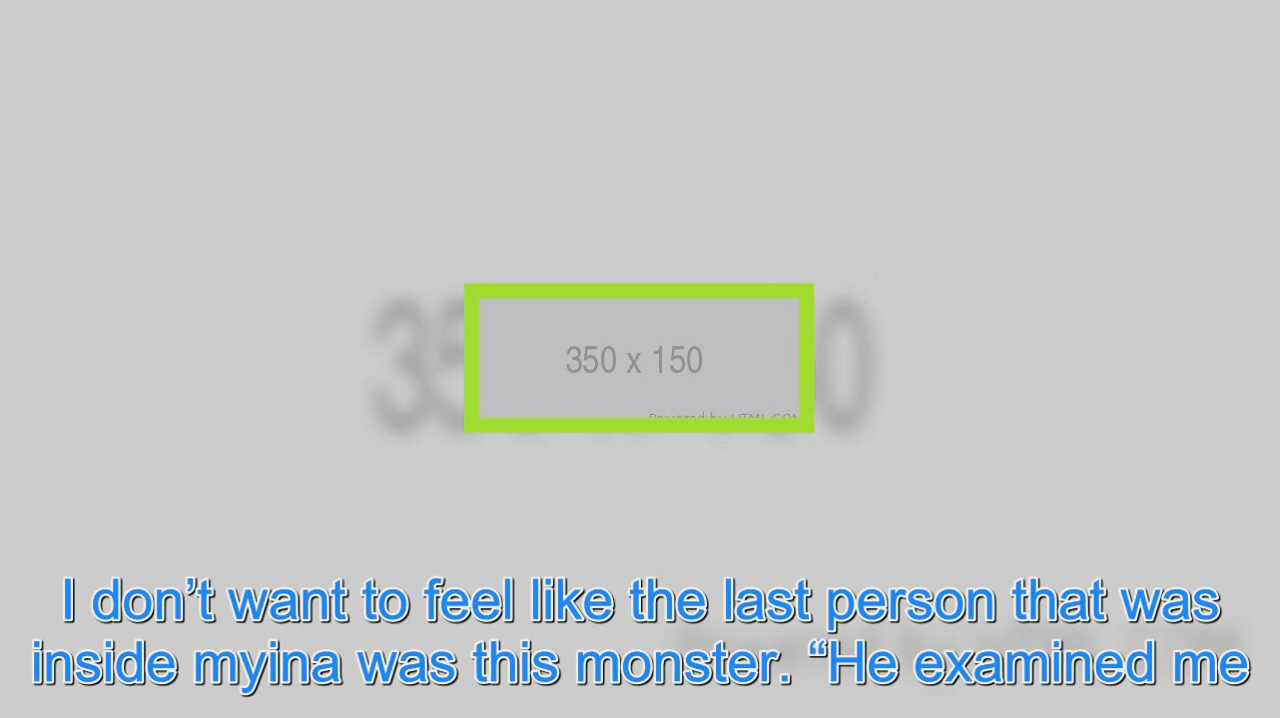 350 x 150
I don’t want to feel like the last person that was
inside myina was this monster. “He examined me